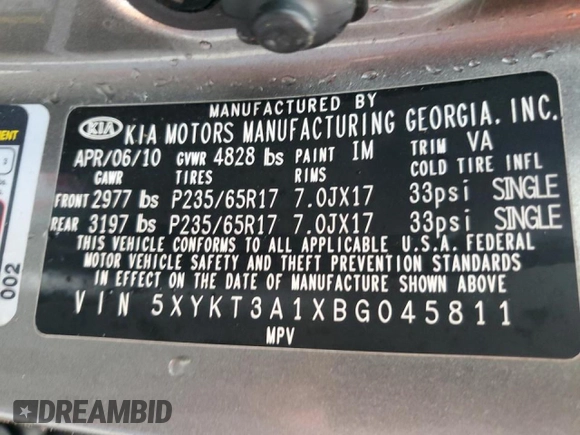 MANUFACTURED BY
KIA KIA MOTORS MANUFACTURING GEORGIA, INC.
APR/06/10 GVWR 4828 lbs PAINT IM TRIM VA
GAWR TIRES RIMS COLD TIRE INFL
FRONT 2977 lbs P235/65R17 7.0JX17 33psi SINGLE
REAR 3197 lbs P235/65R17 7.0JX17 33psi SINGLE
THIS VEHICLE CONFORMS TO ALL APPLICABLE U.S.A. FEDERAL
MOTOR VEHICLE SAFETY AND THEFT PREVENTION STANDARDS
IN EFFECT ON THE DATE OF MANUFACTURE SHOWN ABOVE
VIN 5XYKT3A1XBG045811
MPV
002
DREAMBID